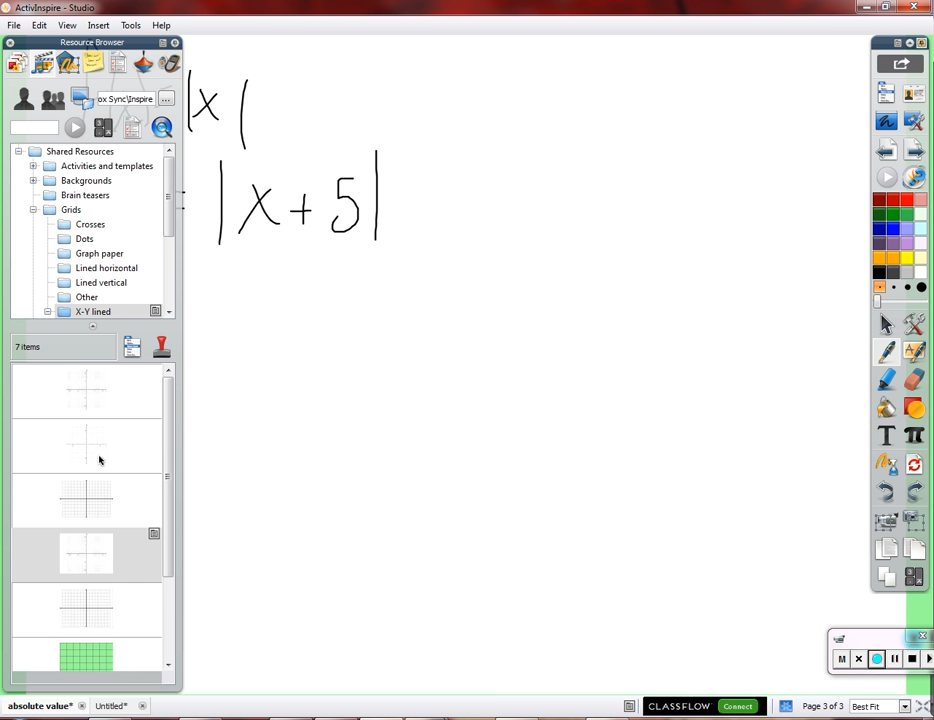 ActivInspire - Studio
File Edit View Insert Tools Help
Resource Browser
ox Sync\Inspire ...
Shared Resources
Activities and templates
Backgrounds
Brain teasers
Grids
Crosses
Dots
Graph paper
Lined horizontal
Lined vertical
Other
X-Y lined
7 items
|x|
= |x + 5|
T π
M
absolute value* Untitled*
CLASSFLOW Connect
Page 3 of 3 Best Fit